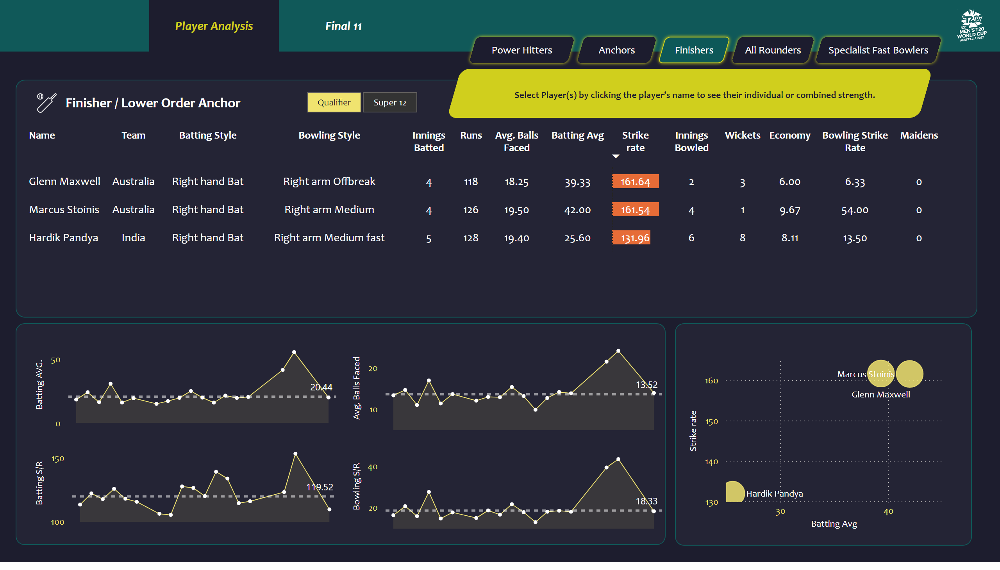 Player Analysis
Final 11
ICC
MEN'S T20
WORLD CUP
AUSTRALIA 2022
Power Hitters
Anchors
Finishers
All Rounders
Specialist Fast Bowlers
Select Player(s) by clicking the player’s name to see their individual or combined strength.
Finisher / Lower Order Anchor
Qualifier
Super 12
Name Team Batting Style Bowling Style Innings Batted Runs Avg. Balls Faced Batting Avg Strike rate Innings Bowled Wickets Economy Bowling Strike Rate Maidens
Glenn Maxwell Australia Right hand Bat Right arm Offbreak 4 118 18.25 39.33 161.64 2 3 6.00 6.33 0
Marcus Stoinis Australia Right hand Bat Right arm Medium 4 126 19.50 42.00 161.54 4 1 9.67 54.00 0
Hardik Pandya India Right hand Bat Right arm Medium fast 5 128 19.40 25.60 131.96 6 8 8.11 13.50 0
Batting AVG.
50
0
20.44
Avg. Balls Faced
20
10
13.52
Batting S/R
150
100
119.52
Bowling S/R
40
20
18.33
Strike rate
160
150
140
130
Marcus Stoinis
Glenn Maxwell
Hardik Pandya
30
40
Batting Avg